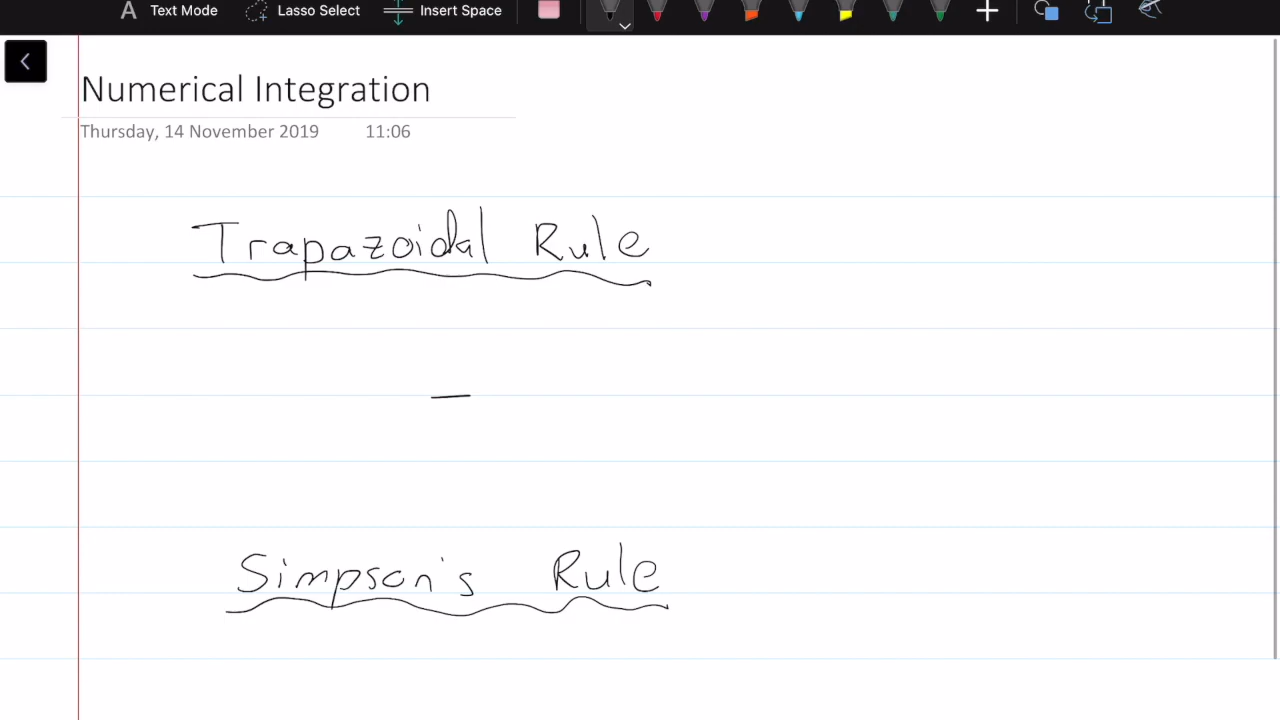 Text Mode Lasso Select Insert Space
Numerical Integration
Thursday, 14 November 2019 11:06
Trapazoidal Rule
Simpson's Rule